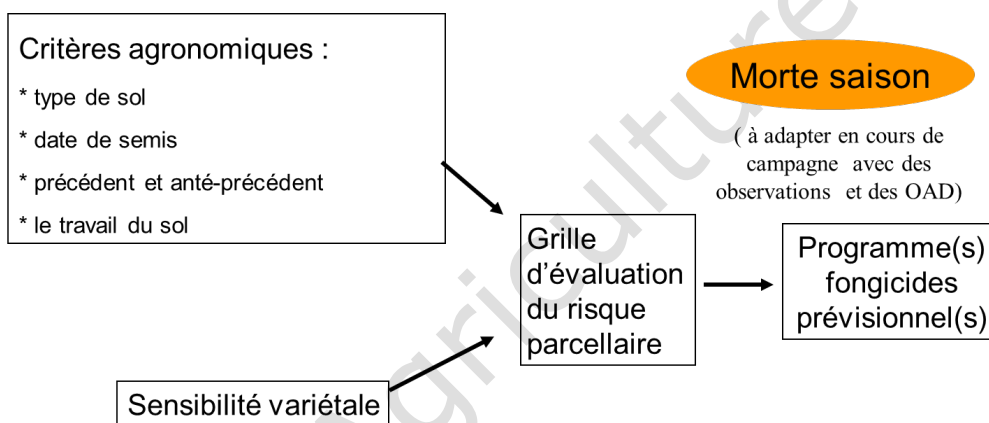 Critères agronomiques :
* type de sol
* date de semis
* précédent et anté-précédent
* le travail du sol
Morte saison
( à adapter en cours de
campagne avec des
observations et des OAD)
Grille
d’évaluation
du risque
parcellaire
Programme(s)
fongicides
prévisionnel(s)
Sensibilité variétale
Agriculture